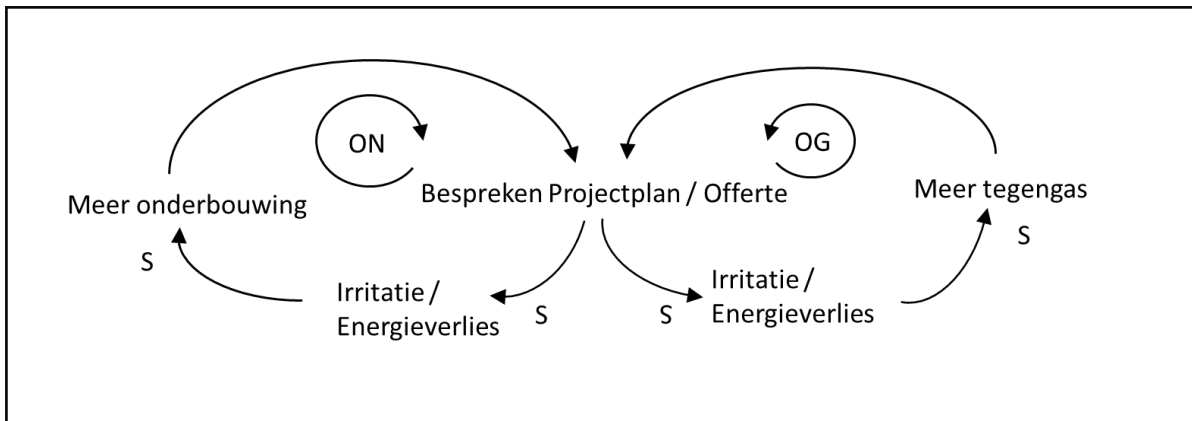 ON
OG
Bespreken Projectplan / Offerte
Meer onderbouwing
Meer tegengas
S
S
Irritatie /
Energieverlies
S
S
Irritatie /
Energieverlies